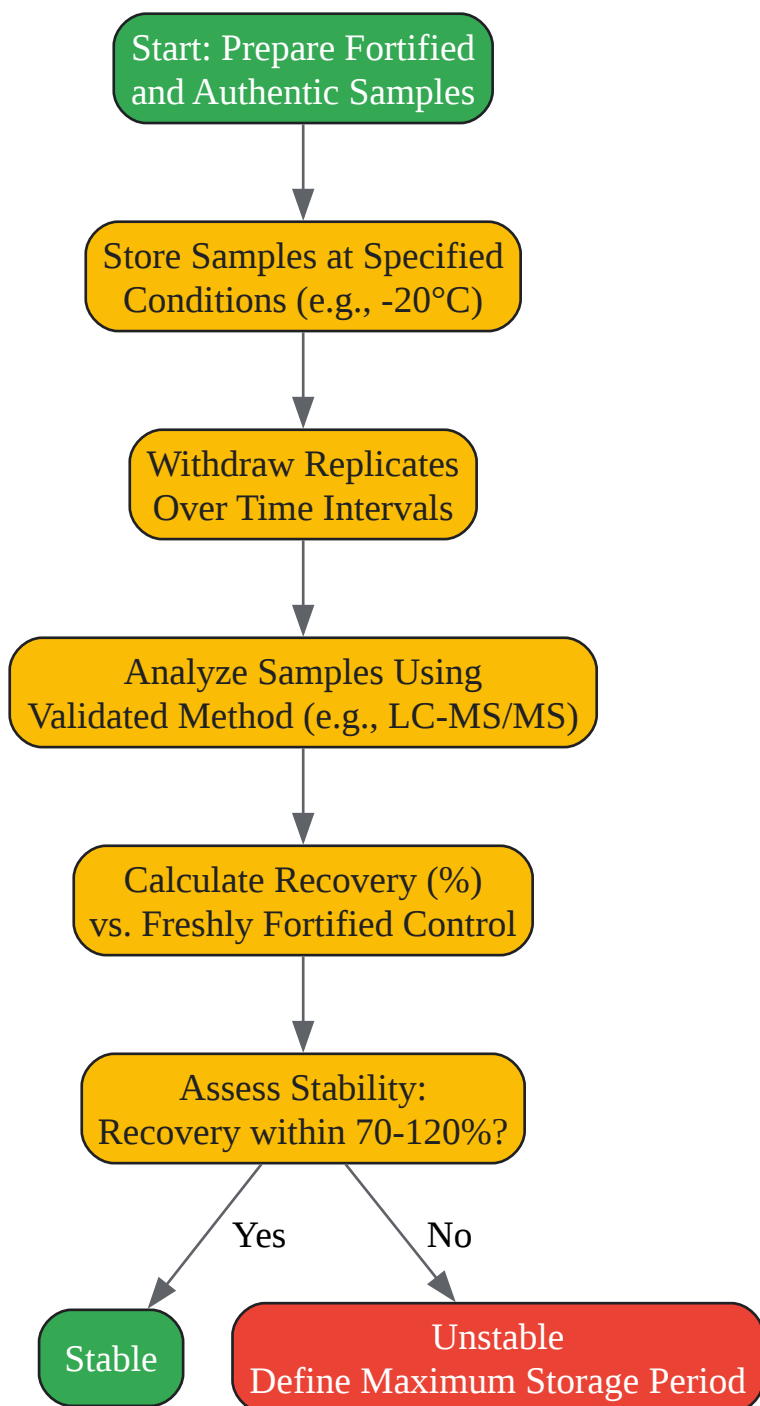 Start: Prepare Fortified
and Authentic Samples
Store Samples at Specified
Conditions (e.g., -20°C)
Withdraw Replicates
Over Time Intervals
Analyze Samples Using
Validated Method (e.g., LC-MS/MS)
Calculate Recovery (%)
vs. Freshly Fortified Control
Assess Stability:
Recovery within 70-120%?
Yes
No
Stable
Unstable
Define Maximum Storage Period